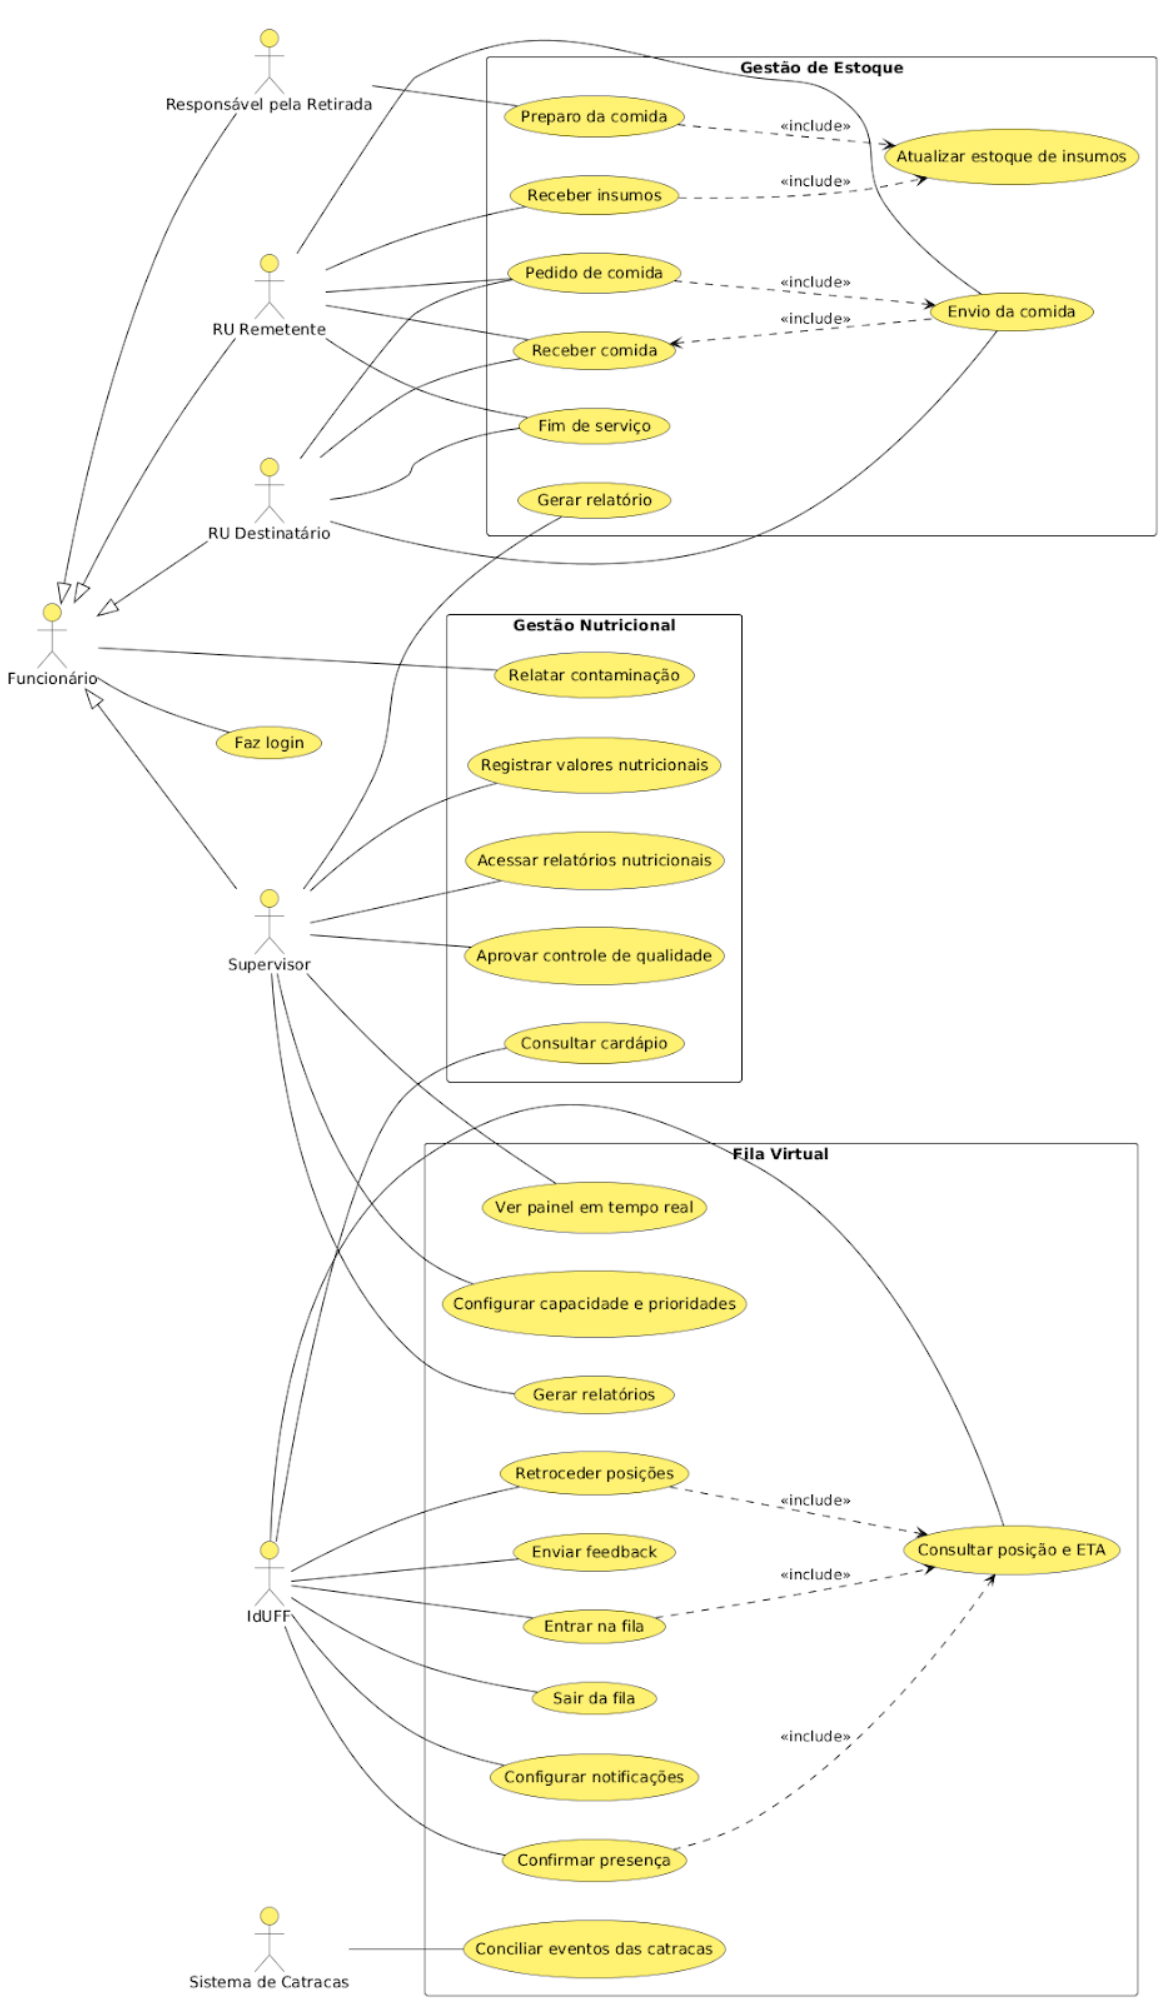 Responsável pela Retirada
Gestão de Estoque
Preparo da comida
«include»
Atualizar estoque de insumos
Receber insumos
«include»
RU Remetente
Pedido de comida
«include»
Envio da comida
«include»
Receber comida
Fim de serviço
RU Destinatário
Gerar relatório
Funcionário
Gestão Nutricional
Relatar contaminação
Faz login
Registrar valores nutricionais
Acessar relatórios nutricionais
Supervisor
Aprovar controle de qualidade
Consultar cardápio
Fila Virtual
Ver painel em tempo real
Configurar capacidade e prioridades
Gerar relatórios
Retroceder posições
«include»
Consultar posição e ETA
Enviar feedback
«include»
IdUFF
Entrar na fila
Sair da fila
«include»
Configurar notificações
Confirmar presença
Sistema de Catracas
Conciliar eventos das catracas